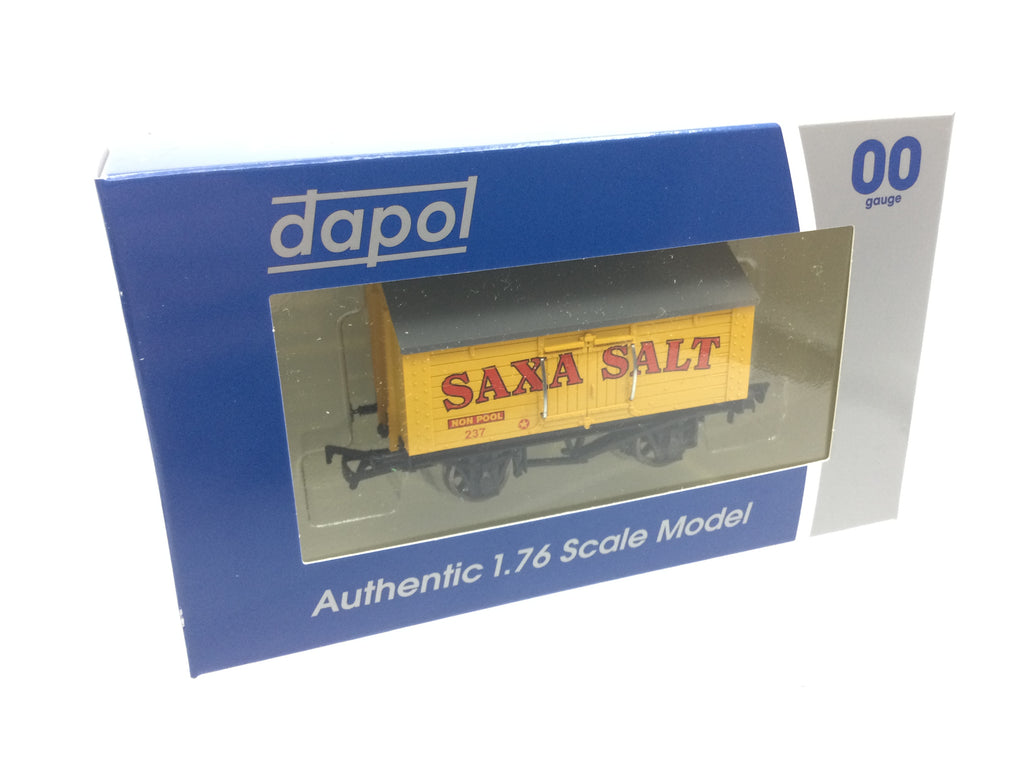 dapol
00
gauge
SAXA SALT
NON POOL
237
Authentic 1.76 Scale Model